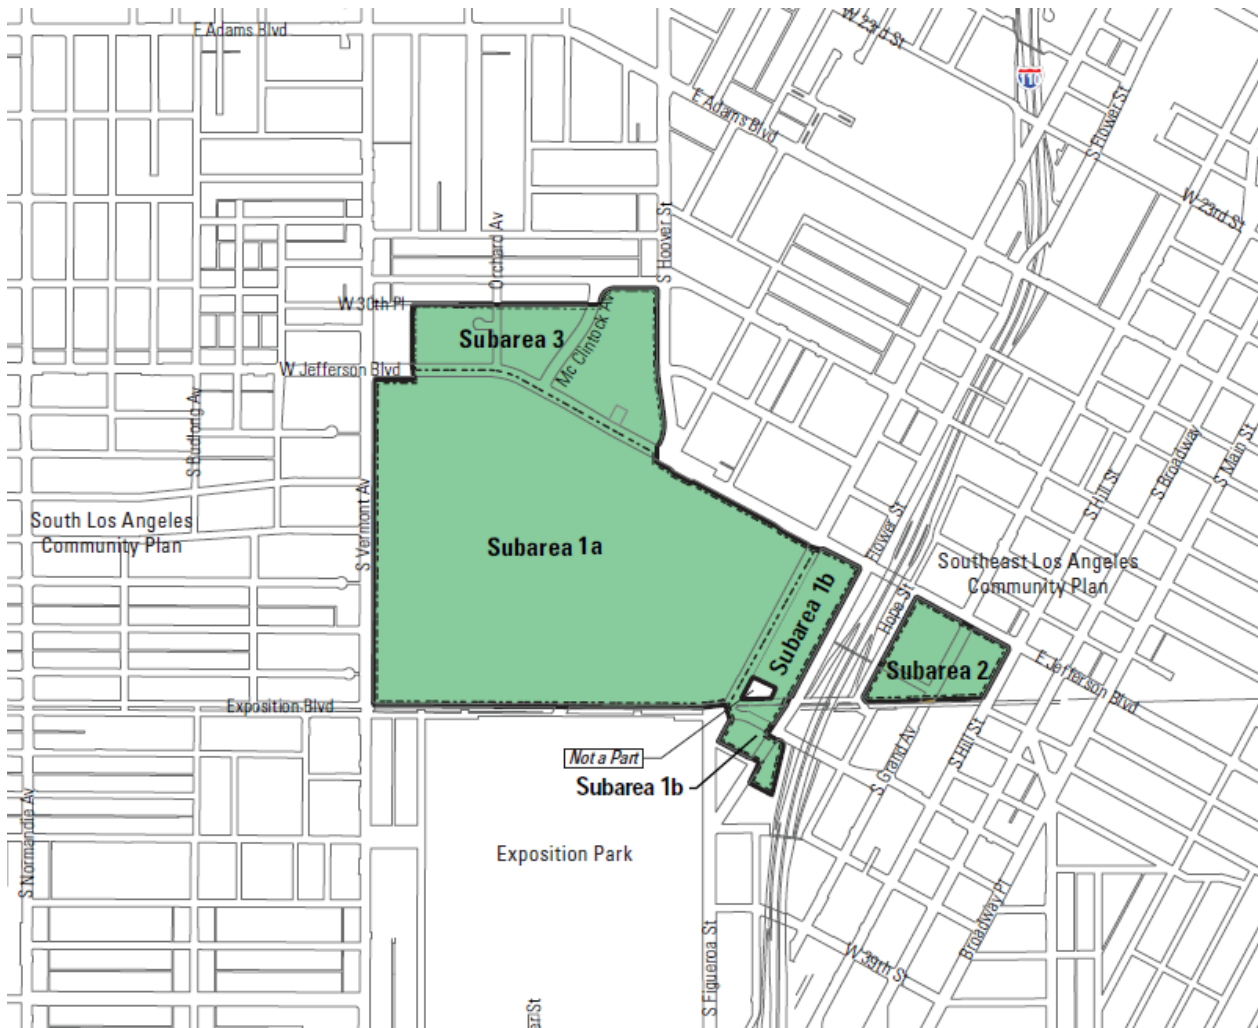 E Adams Blvd
W 23rd St
110
E Adams Blvd
S Flower St
W 23rd St
Orchard Av
S Hoover St
W 30th Pl
Subarea 3
Mc Clintock Av
W Jefferson Blvd
S Budlong Av
S Vermont Av
South Los Angeles
Community Plan
Subarea 1a
Subarea 1b
Flower St
Hope St
S Hill St
S Broadway
S Main St
Southeast Los Angeles
Community Plan
Subarea 2
E Jefferson Blvd
Exposition Blvd
Not a Part
Subarea 1b
S Grand Av
S Hill St
S Normandie Av
Exposition Park
S Figueroa St
W 39th St
Broadway Pl
er St